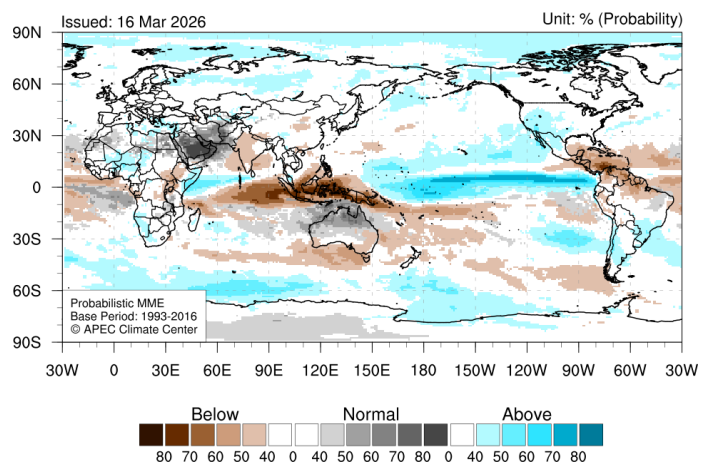 Issued: 16 Mar 2026
Unit: % (Probability)
90N
60N
30N
0
30S
60S
90S
Probabilistic MME
Base Period: 1993-2016
© APEC Climate Center
30W 0 30E 60E 90E 120E 150E 180 150W 120W 90W 60W 30W
Below Normal Above
80 70 60 50 40 0 0 40 50 60 70 80 0 40 50 60 70 80